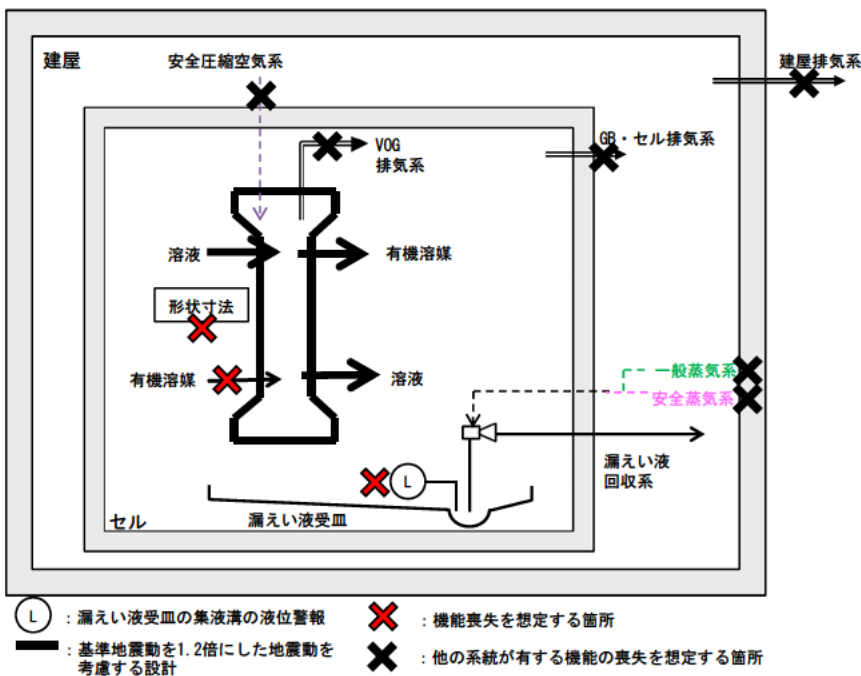 建屋
安全圧縮空気系
建屋排気系
VOG
排気系
GB・セル排気系
溶液
有機溶媒
形状寸法
有機溶媒
溶液
一般蒸気系
安全蒸気系
漏えい液
回収系
L
漏えい液受皿
セル
L
：漏えい液受皿の集液溝の液位警報
：機能喪失を想定する箇所
：基準地震動を1.2倍にした地震動を
考慮する設計
：他の系統が有する機能の喪失を想定する箇所